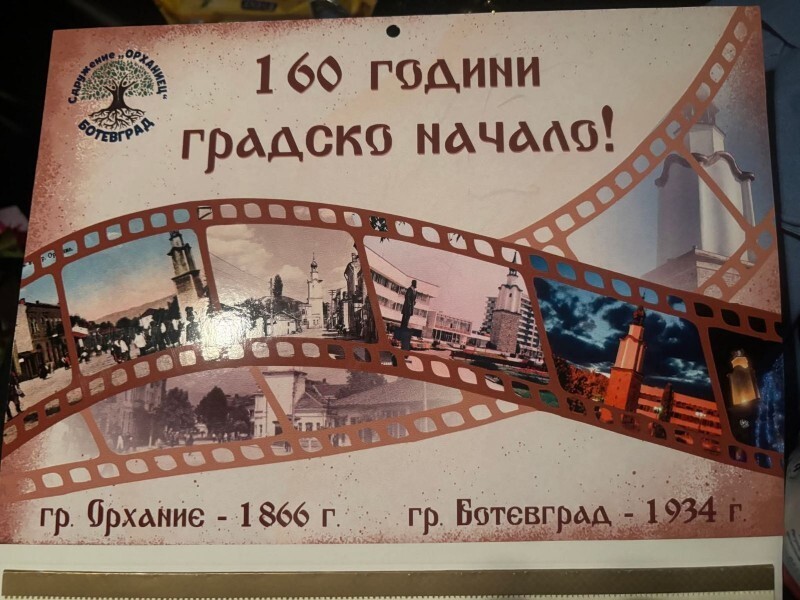 Сдружение "ОРХАНИЕЦ"
БОТЕВГРАД
160 ГОДИНИ
ГРАДСКО НАЧАЛО!
гр. Орхание - 1866 г.
гр. Ботевград - 1934 г.